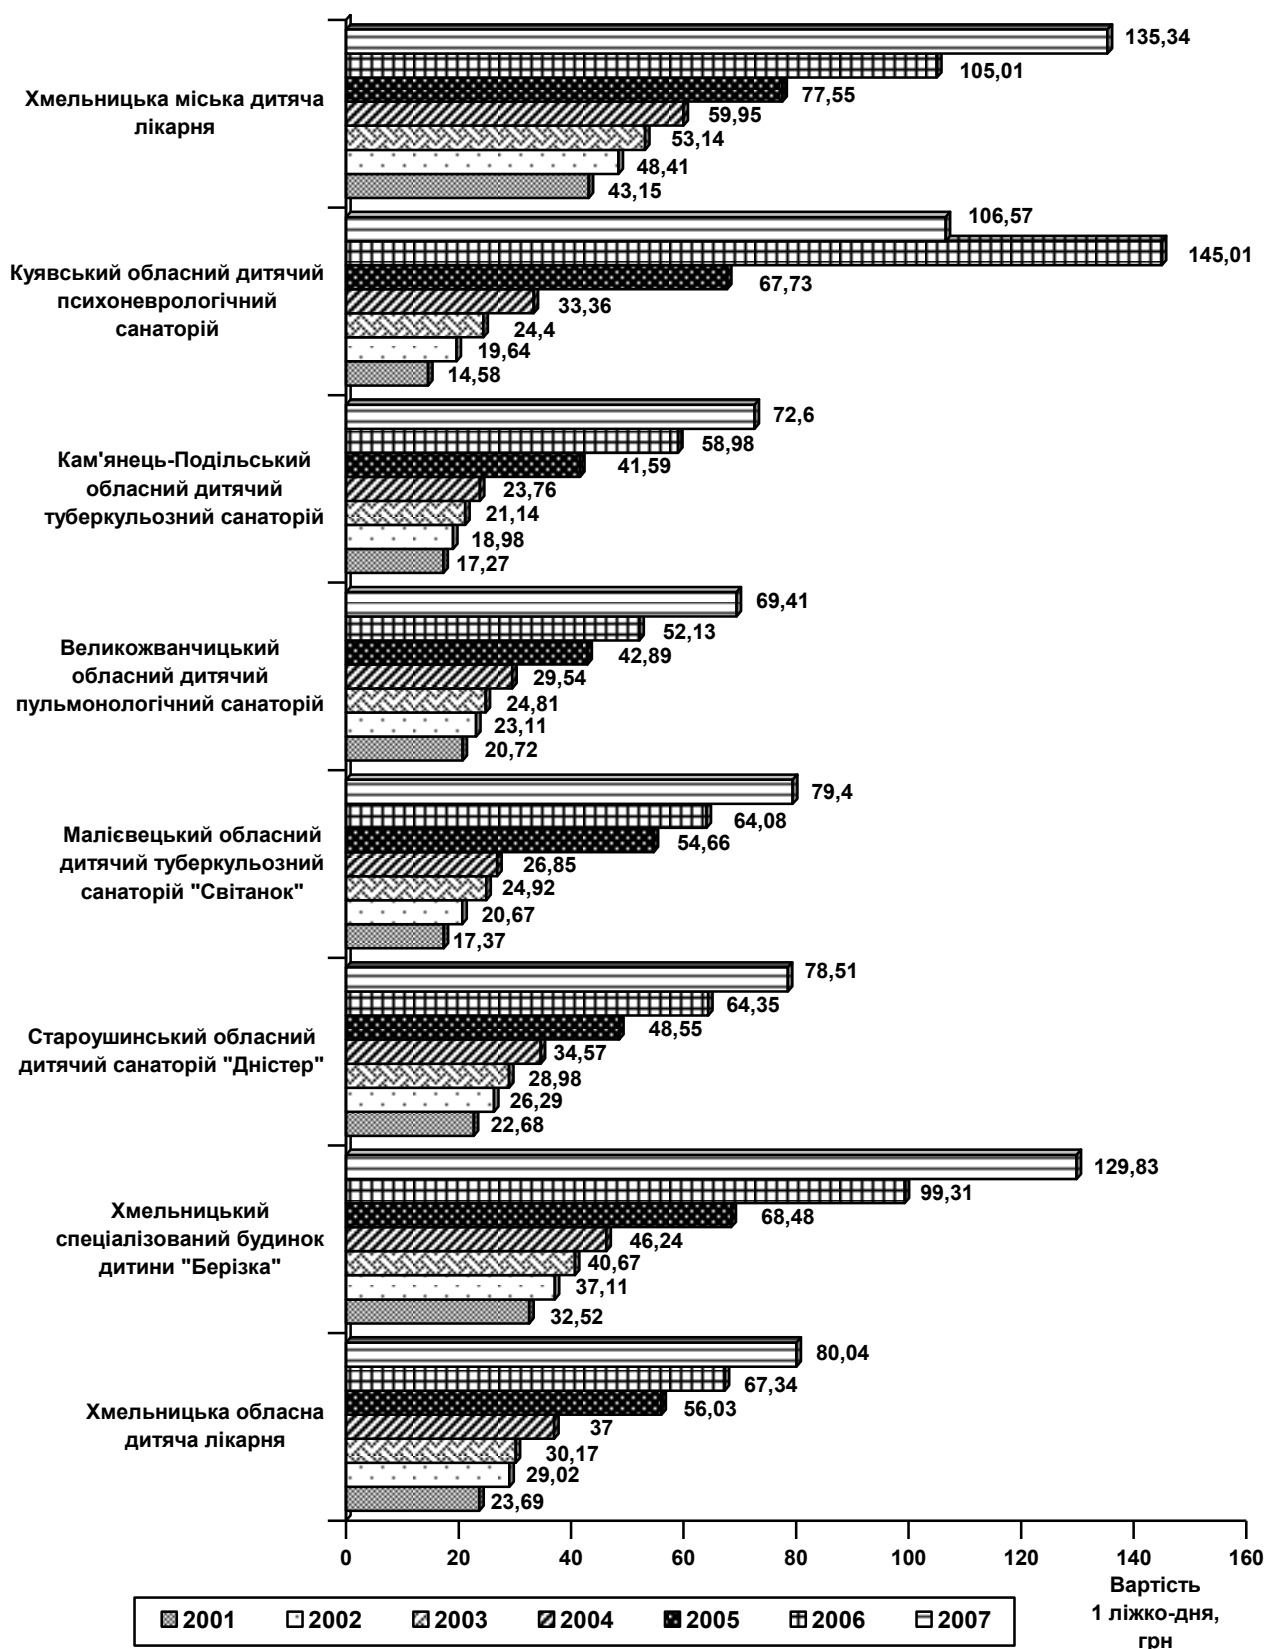 135,34
105,01
77,55
59,95
53,14
48,41
43,15
Хмельницька міська дитяча
лікарня
106,57
145,01
67,73
33,36
24,4
19,64
14,58
Куявський обласний дитячий
психоневрологічний
санаторій
72,6
58,98
41,59
23,76
21,14
18,98
17,27
Кам'янець-Подільський
обласний дитячий
туберкульозний санаторій
69,41
52,13
42,89
29,54
24,81
23,11
20,72
Великожванчицький
обласний дитячий
пульмонологічний санаторій
79,4
64,08
54,66
26,85
24,92
20,67
17,37
Малієвецький обласний
дитячий туберкульозний
санаторій "Світанок"
78,51
64,35
48,55
34,57
28,98
26,29
22,68
Староушинський обласний
дитячий санаторій "Дністер"
129,83
99,31
68,48
46,24
40,67
37,11
32,52
Хмельницький
спеціалізований будинок
дитини "Берізка"
80,04
67,34
56,03
37
30,17
29,02
23,69
Хмельницька обласна
дитяча лікарня
0 20 40 60 80 100 120 140 160
Вартість
1 ліжко-дня,
грн
2001 2002 2003 2004 2005 2006 2007